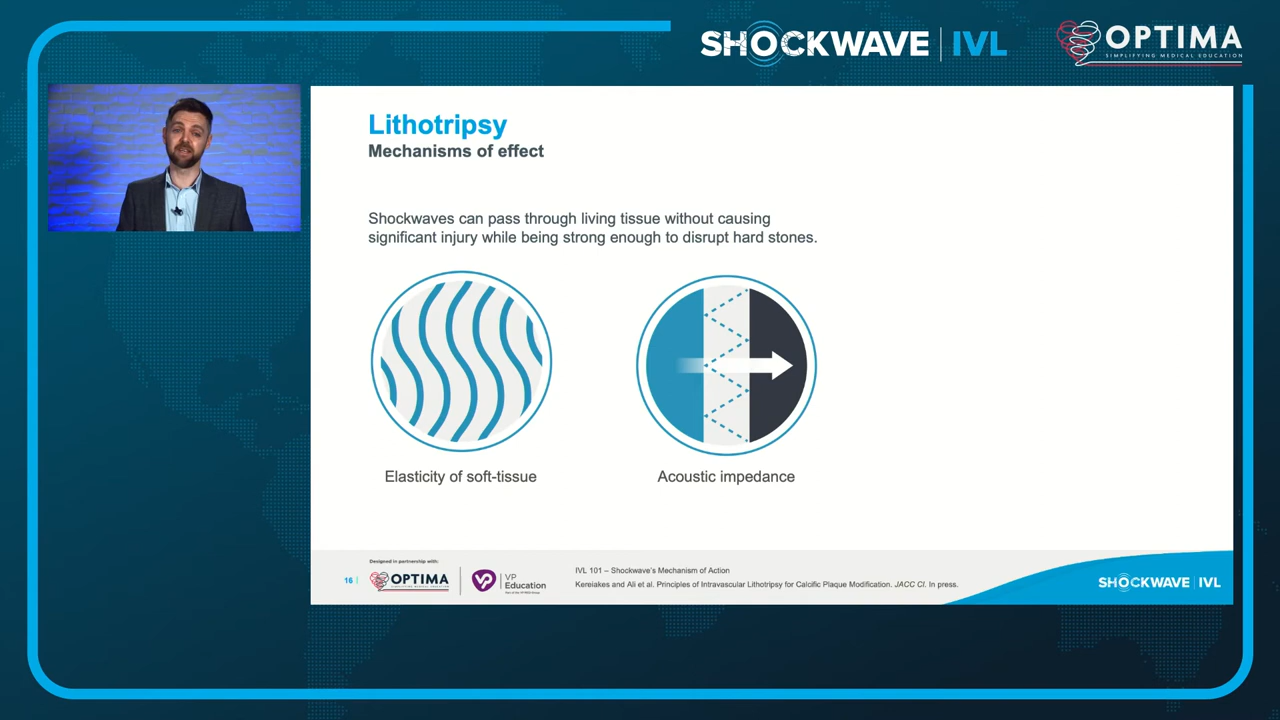 SHOCKWAVE IVL
OPTIMA
SIMPLIFYING MEDICAL EDUCATION
Lithotripsy
Mechanisms of effect
Shockwaves can pass through living tissue without causing
significant injury while being strong enough to disrupt hard stones.
Elasticity of soft-tissue
Acoustic impedance
Designed in partnership with:
16
OPTIMA
VP
Education
IVL 101 – Shockwave's Mechanism of Action
Kereiakes and Ali et al. Principles of Intravascular Lithotripsy for Calcific Plaque Modification. JACC CI. In press.
SHOCKWAVE IVL